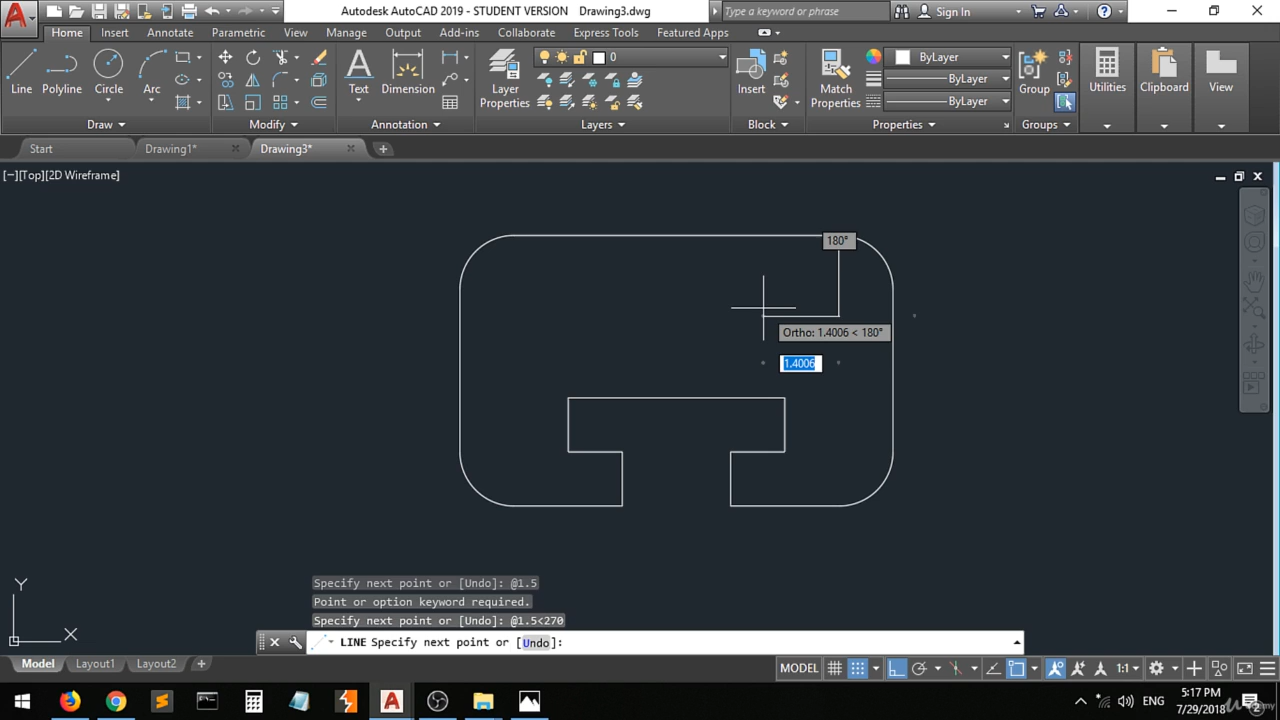 Autodesk AutoCAD 2019 - STUDENT VERSION Drawing3.dwg
Type a keyword or phrase
Sign In
Home Insert Annotate Parametric View Manage Output Add-ins Collaborate Express Tools Featured Apps
0
ByLayer
ByLayer
ByLayer
Line Polyline Circle Arc Text Dimension Layer Properties Insert Match Properties Group Utilities Clipboard View
Draw Modify Annotation Layers Block Properties Groups
Start Drawing1* Drawing3*
[−][Top][2D Wireframe]
180°
Ortho: 1.4006 < 180°
1.4006
Y
X
Specify next point or [Undo]: @1.5
Point or option keyword required.
Specify next point or [Undo]: @1.5<270
LINE Specify next point or [Undo]:
Model Layout1 Layout2
MODEL 1:1
ENG
5:17 PM
7/29/2018
2